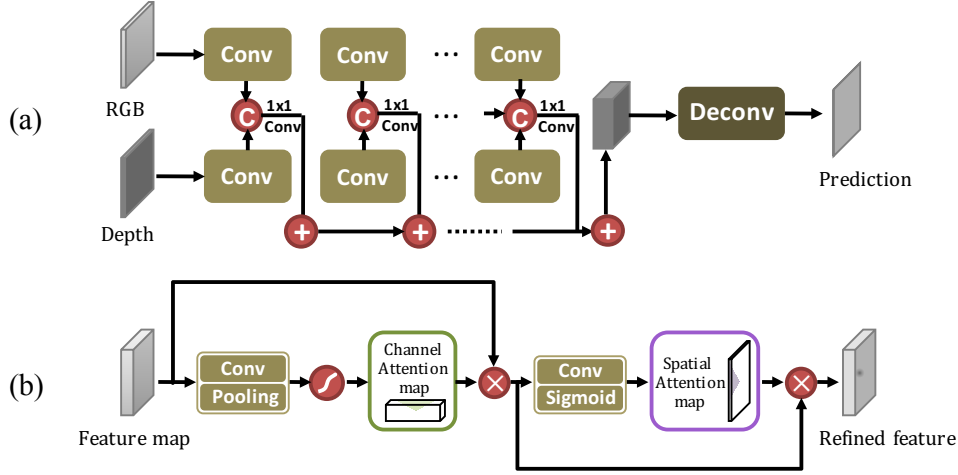 (a)
RGB
Depth
Conv
Conv
...
Conv
C
1x1
Conv
C
1x1
Conv
...
C
1x1
Conv
Conv
Conv
...
Conv
+
+
+
Deconv
Prediction
(b)
Feature map
Conv
Pooling
Channel
Attention
map
×
Conv
Sigmoid
Spatial
Attention
map
×
Refined feature